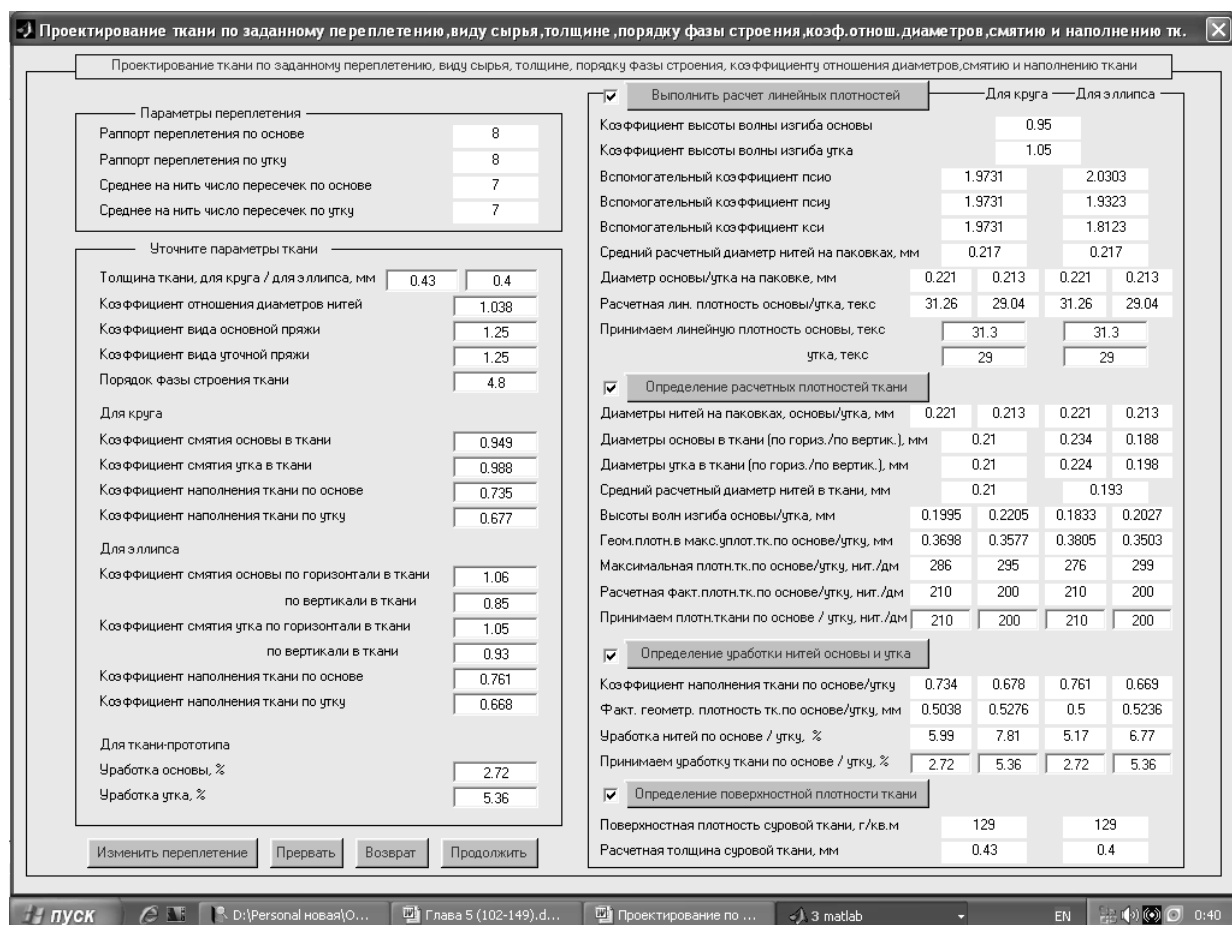 Проектирование ткани по заданному переплетению,виду сырья,толщине ,порядку фазы строения,коэф.отнош.диаметров,смятию и наполнению тк.
Проектирование ткани по заданному переплетению, виду сырья, толщине, порядку фазы строения, коэффициенту отношения диаметров,смятию и наполнению ткани
Параметры переплетения
Раппорт переплетения по основе 8
Раппорт переплетения по утку 8
Среднее на нить число пересечек по основе 7
Среднее на нить число пересечек по утку 7
Уточните параметры ткани
Толщина ткани, для круга / для эллипса, мм 0.43 0.4
Коэффициент отношения диаметров нитей 1.038
Коэффициент вида основной пряжи 1.25
Коэффициент вида уточной пряжи 1.25
Порядок фазы строения ткани 4.8
Для круга
Коэффициент смятия основы в ткани 0.949
Коэффициент смятия утка в ткани 0.988
Коэффициент наполнения ткани по основе 0.735
Коэффициент наполнения ткани по утку 0.677
Для эллипса
Коэффициент смятия основы по горизонтали в ткани 1.06
по вертикали в ткани 0.85
Коэффициент смятия утка по горизонтали в ткани 1.05
по вертикали в ткани 0.93
Коэффициент наполнения ткани по основе 0.761
Коэффициент наполнения ткани по утку 0.668
Для ткани-прототипа
Уработка основы, % 2.72
Уработка утка, % 5.36
Изменить переплетение Прервать Возврат Продолжить
Выполнить расчет линейных плотностей Для круга Для эллипса
Коэффициент высоты волны изгиба основы 0.95
Коэффициент высоты волны изгиба утка 1.05
Вспомогательный коэффициент псио 1.9731 2.0303
Вспомогательный коэффициент псиу 1.9731 1.9323
Вспомогательный коэффициент кси 1.9731 1.8123
Средний расчетный диаметр нитей на паковках, мм 0.217 0.217
Диаметр основы/утка на паковке, мм 0.221 0.213 0.221 0.213
Расчетная лин. плотность основы/утка, текс 31.26 29.04 31.26 29.04
Принимаем линейную плотность основы, текс 31.3 31.3
утка, текс 29 29
Определение расчетных плотностей ткани
Диаметры нитей на паковках, основы/утка, мм 0.221 0.213 0.221 0.213
Диаметры основы в ткани (по гориз./по вертик.), мм 0.21 0.234 0.188
Диаметры утка в ткани (по гориз./по вертик.), мм 0.21 0.224 0.198
Средний расчетный диаметр нитей в ткани, мм 0.21 0.193
Высоты волн изгиба основы/утка, мм 0.1995 0.2205 0.1833 0.2027
Геом.плотн.в макс.уплот.тк.по основе/утку, мм 0.3698 0.3577 0.3805 0.3503
Максимальная плотн.тк.по основе/утку, нит./дм 286 295 276 299
Расчетная факт.плотн.тк.по основе/утку, нит./дм 210 200 210 200
Принимаем плотн.ткани по основе / утку, нит./дм 210 200 210 200
Определение уработки нитей основы и утка
Коэффициент наполнения ткани по основе/утку 0.734 0.678 0.761 0.669
Факт. геометр. плотность тк.по основе/утку, мм 0.5038 0.5276 0.5 0.5236
Уработка нитей по основе / утку, % 5.99 7.81 5.17 6.77
Принимаем уработку ткани по основе / утку, % 2.72 5.36 2.72 5.36
Определение поверхностной плотности ткани
Поверхностная плотность суровой ткани, г/кв.м 129 129
Расчетная толщина суровой ткани, мм 0.43 0.4
пуск D:\Personal новая\О... Глава 5 (102-149).d... Проектирование по ... 3 matlab EN 0:40